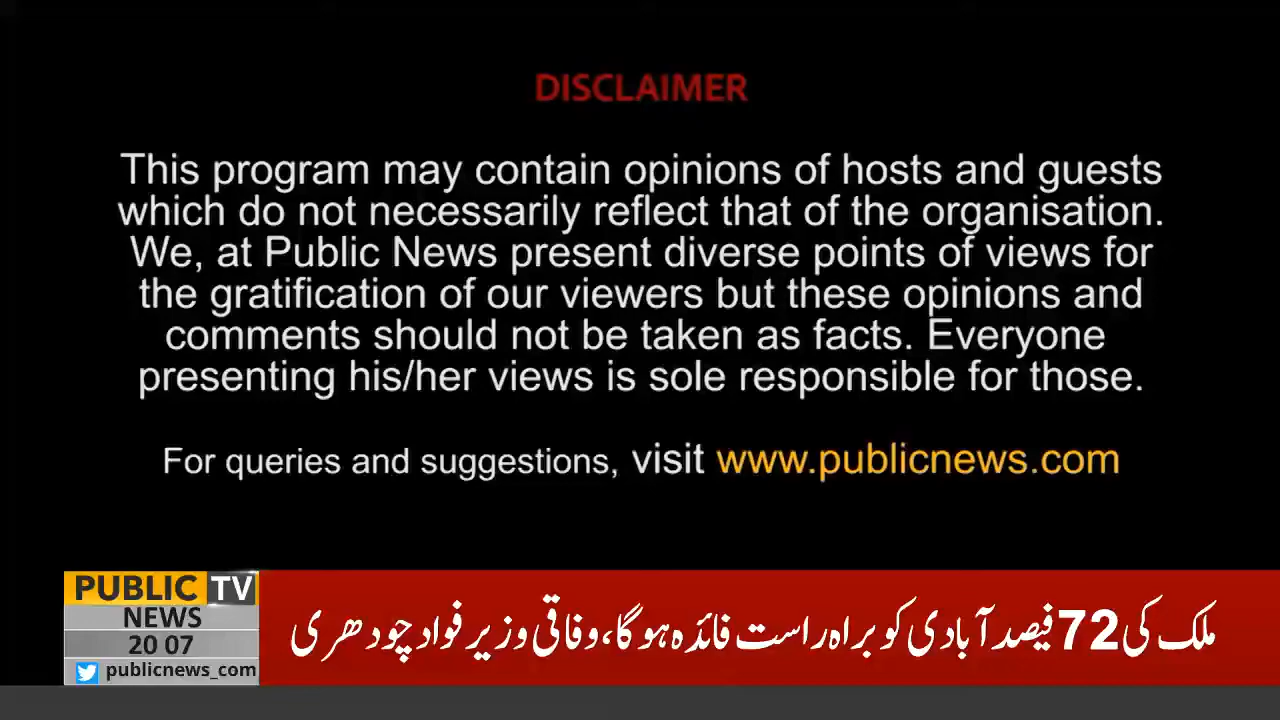 DISCLAIMER
This program may contain opinions of hosts and guests
which do not necessarily reflect that of the organisation.
We, at Public News present diverse points of views for
the gratification of our viewers but these opinions and
comments should not be taken as facts. Everyone
presenting his/her views is sole responsible for those.
For queries and suggestions, visit www.publicnews.com
PUBLIC TV
NEWS
20 07
publicnews_com
ملک کی 72 فیصد آبادی کو براہ راست فائدہ ہوگا، وفاقی وزیر فواد چودھری